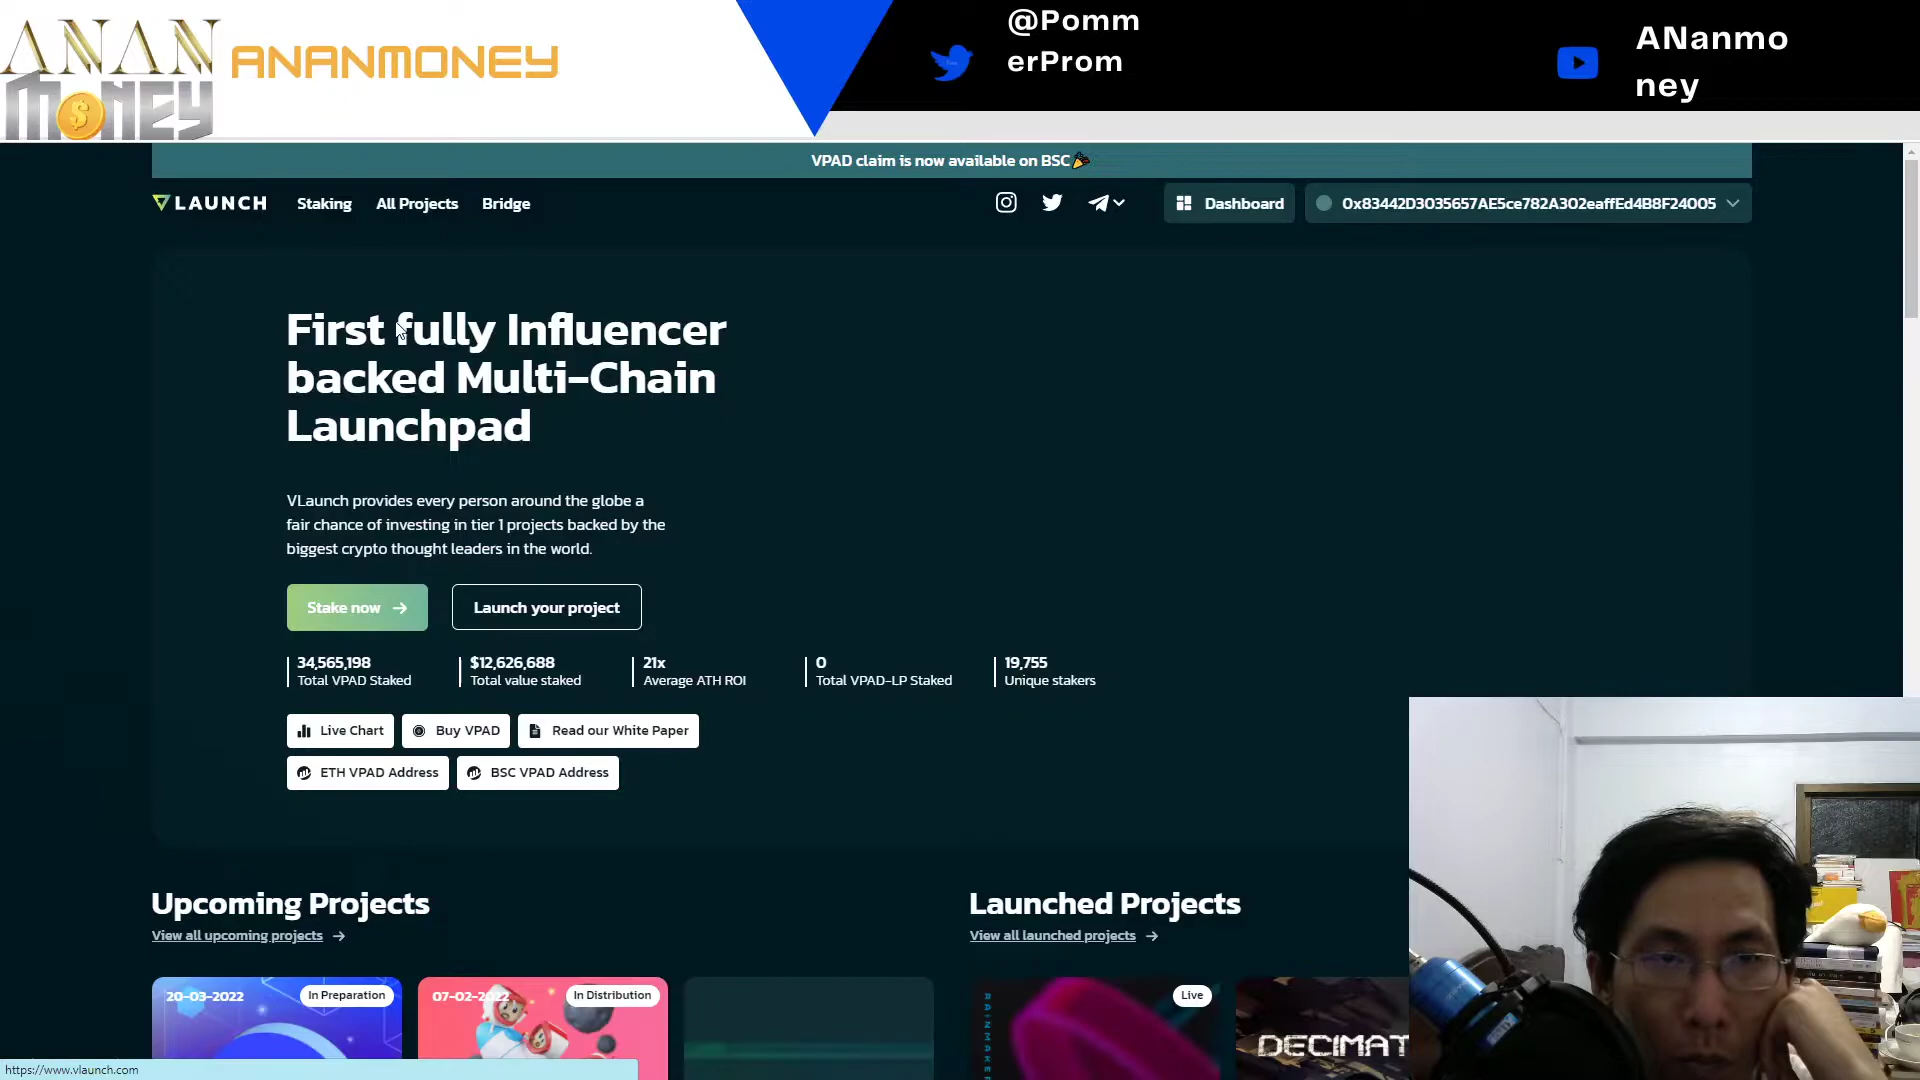 ANAN
MONEY
ANANMONEY
@Pomm
erProm
ANanmo
ney
VPAD claim is now available on BSC🎉
LAUNCH
Staking
All Projects
Bridge
Dashboard
0x83442D3035657AE5ce782A302eaffEd4B8F24005
First fully Influencer
backed Multi-Chain
Launchpad
VLaunch provides every person around the globe a
fair chance of investing in tier 1 projects backed by the
biggest crypto thought leaders in the world.
Stake now
Launch your project
34,565,198
Total VPAD Staked
$12,626,688
Total value staked
21x
Average ATH ROI
0
Total VPAD-LP Staked
19,755
Unique stakers
Live Chart
Buy VPAD
Read our White Paper
ETH VPAD Address
BSC VPAD Address
Upcoming Projects
View all upcoming projects
Launched Projects
View all launched projects
20-03-2022
In Preparation
07-02-2022
In Distribution
RAINMAKER
Live
DECIMAT
https://www.vlaunch.com